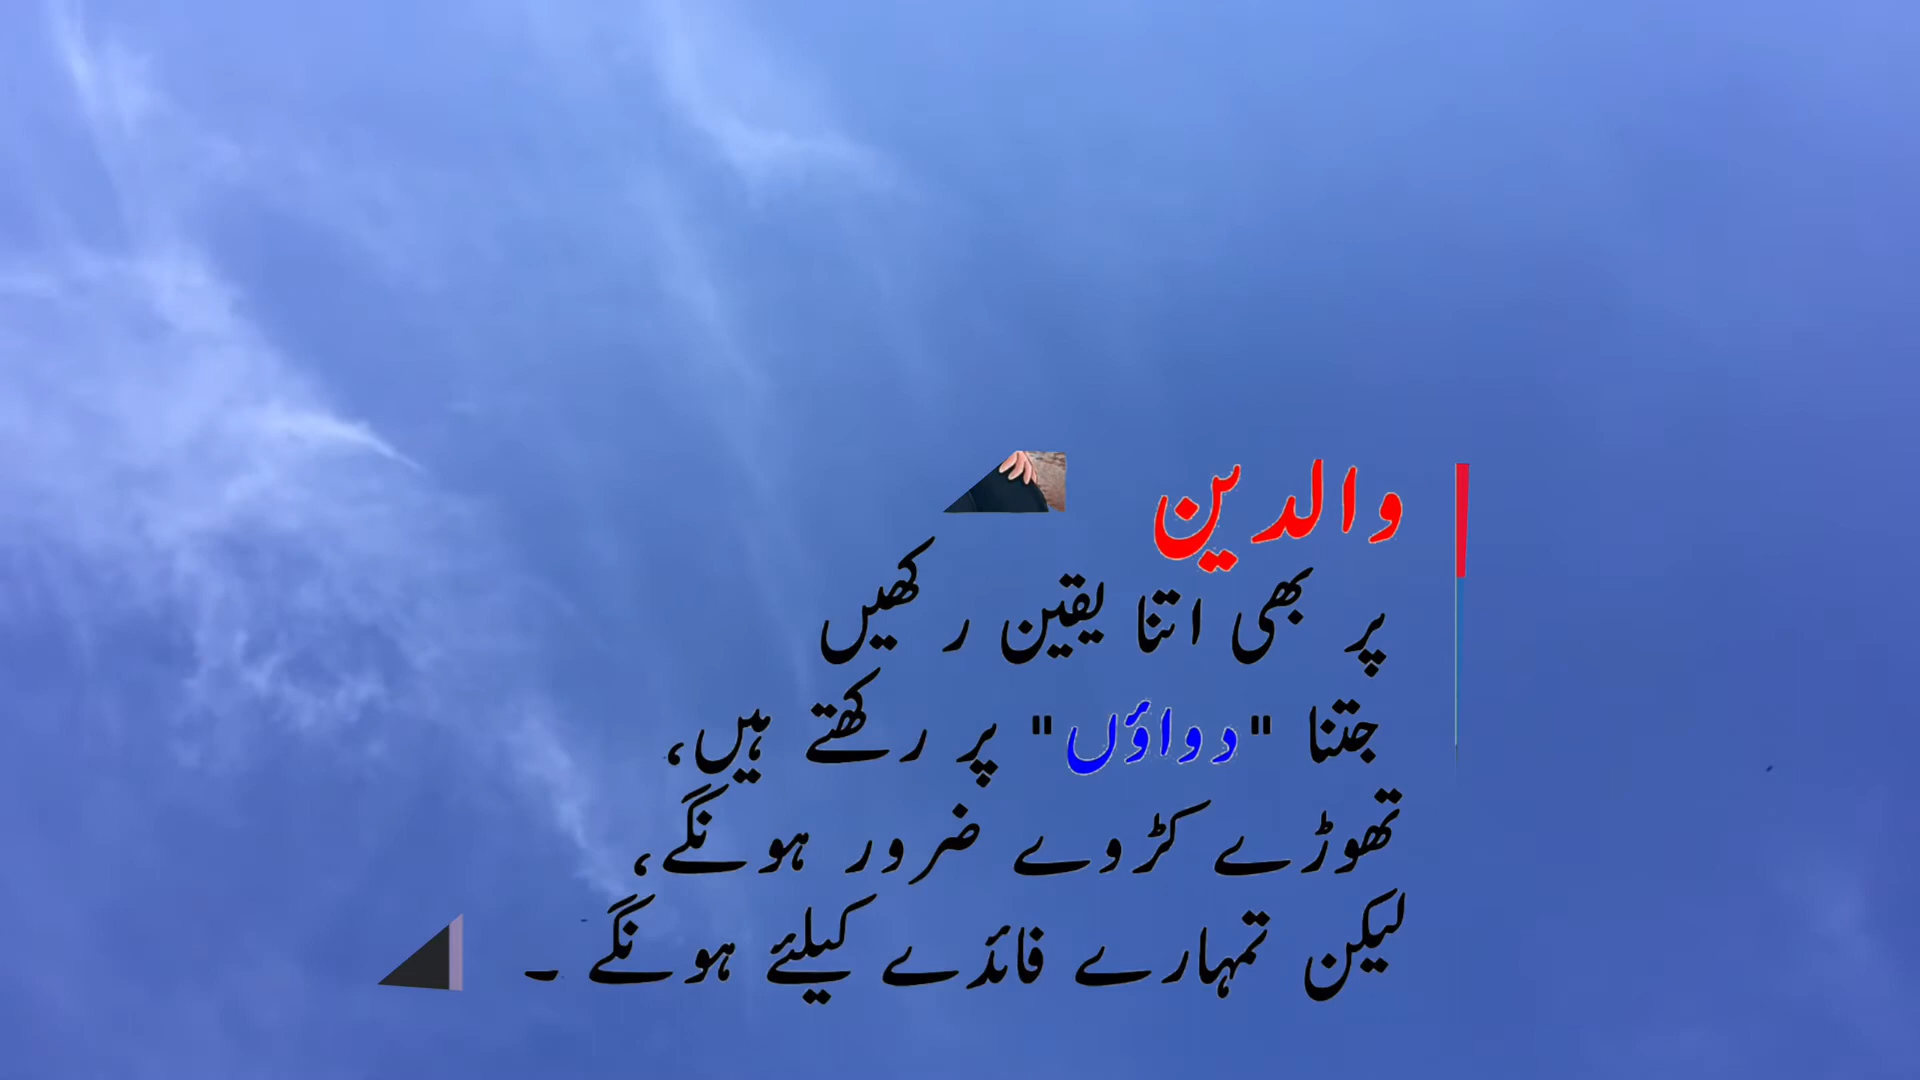 والدین
پر بھی اتنا یقین رکھیں
جتنا "دواؤں" پر رکھتے ہیں،
تھوڑے کڑوے ضرور ہونگے،
لیکن تمہارے فائدے کیلئے ہونگے ۔